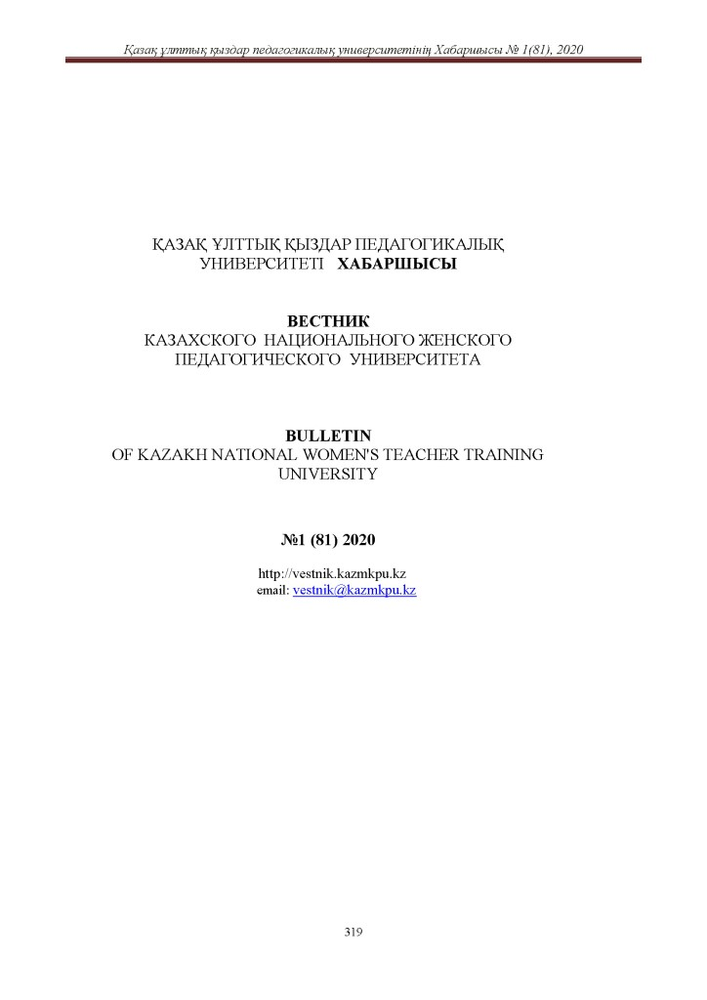 Қазақ ұлттық қыздар педагогикалық университетінің Хабаршысы № 1(81), 2020
ҚАЗАҚ ҰЛТТЫҚ ҚЫЗДАР ПЕДАГОГИКАЛЫҚ
УНИВЕРСИТЕТІ ХАБАРШЫСЫ
ВЕСТНИК
КАЗАХСКОГО НАЦИОНАЛЬНОГО ЖЕНСКОГО
ПЕДАГОГИЧЕСКОГО УНИВЕРСИТЕТА
BULLETIN
OF KAZAKH NATIONAL WOMEN'S TEACHER TRAINING
UNIVERSITY
№1 (81) 2020
http://vestnik.kazmkpu.kz
email: vestnik@kazmkpu.kz
319